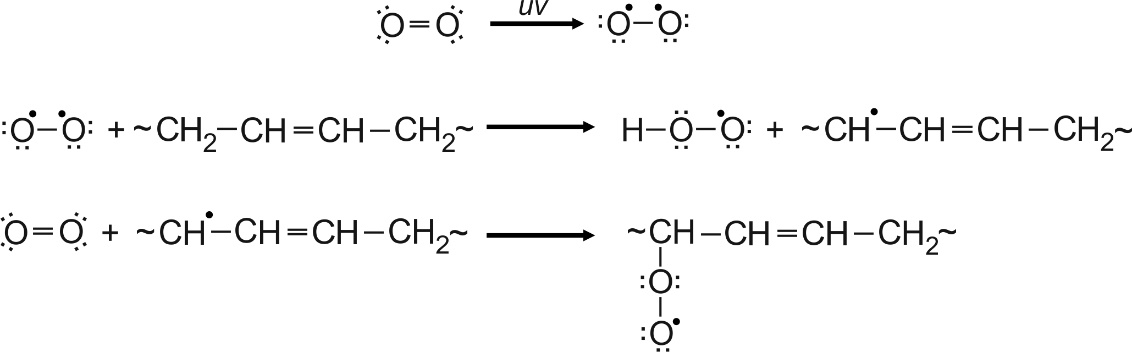 O=O uv :O•–•O:
:O•–•O: + ~CH₂–CH=CH–CH₂~ H–O–•O: + ~CH•–CH=CH–CH₂~
O=O + ~CH•–CH=CH–CH₂~ ~CH–CH=CH–CH₂~
:O:
:O•